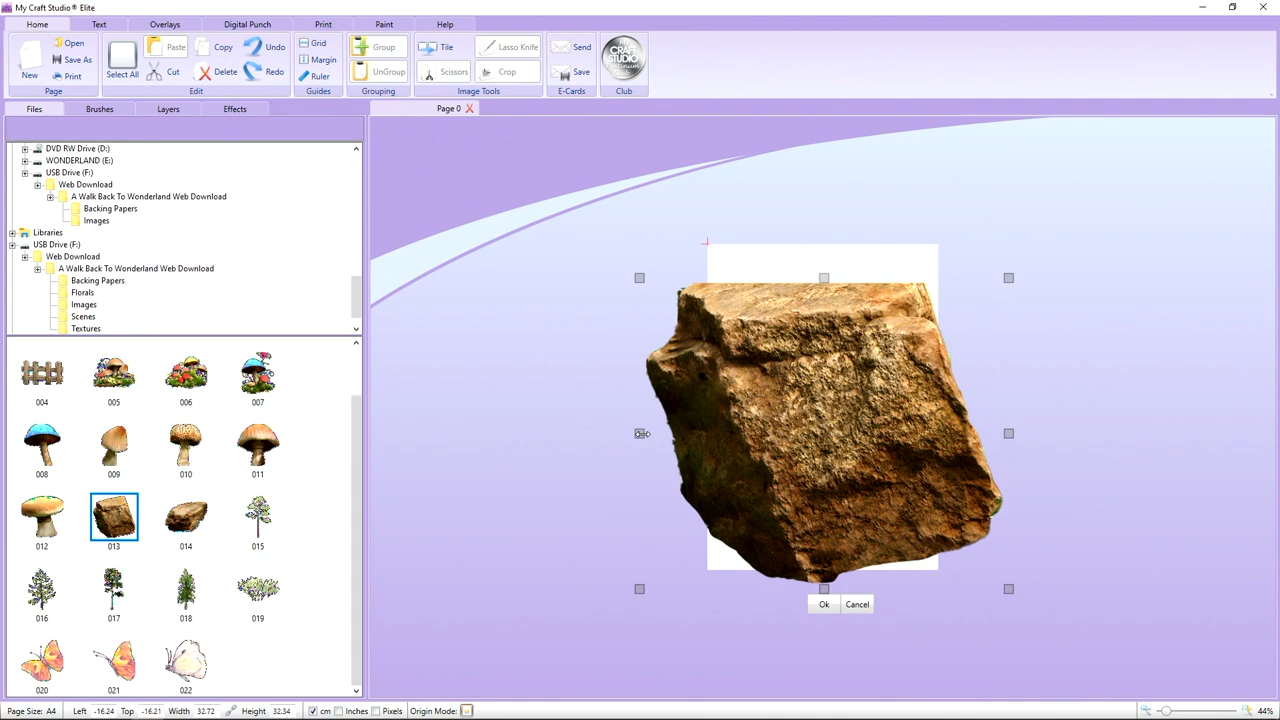 My Craft Studio® Elite
Home Text Overlays Digital Punch Print Paint Help
New Open Save As Print Page
Select All Paste Copy Undo Cut Delete Redo Edit
Grid Margin Ruler Guides
Group UnGroup Grouping
Tile Lasso Knife Scissors Crop Image Tools
Send Save E-Cards
CRAFT STUDIO Club
Files Brushes Layers Effects Page 0
DVD RW Drive (D:)
WONDERLAND (E:)
USB Drive (F:)
Web Download
A Walk Back To Wonderland Web Download
Backing Papers
Images
Libraries
USB Drive (F:)
Web Download
A Walk Back To Wonderland Web Download
Backing Papers
Florals
Images
Scenes
Textures
004 005 006 007
008 009 010 011
012 013 014 015
016 017 018 019
020 021 022
Ok Cancel
Page Size: A4 Left -16.24 Top -16.21 Width 32.72 Height 32.34 cm Inches Pixels Origin Mode: 44%